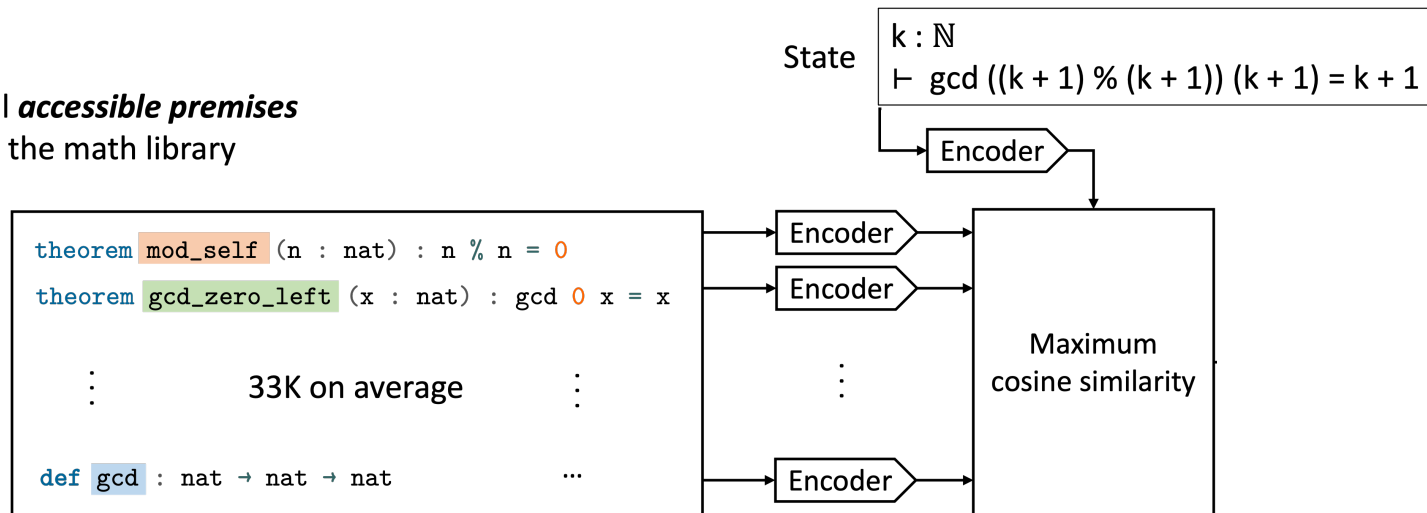 State
k : ℕ
⊢ gcd ((k + 1) % (k + 1)) (k + 1) = k + 1
l accessible premises
the math library
Encoder
theorem mod_self (n : nat) : n % n = 0
theorem gcd_zero_left (x : nat) : gcd 0 x = x
⋮ 33K on average ⋮
def gcd : nat → nat → nat ...
Encoder
Encoder
⋮
Encoder
Maximum
cosine similarity